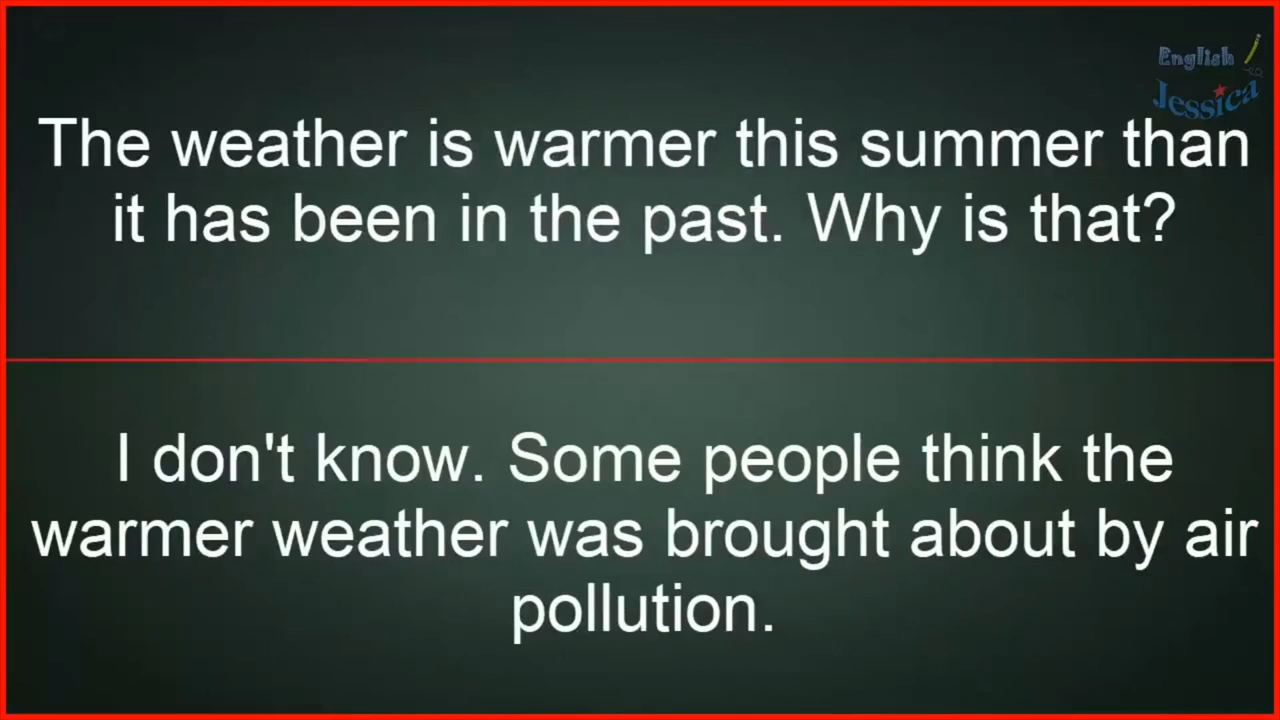 English
Jessica
The weather is warmer this summer than
it has been in the past. Why is that?
I don't know. Some people think the
warmer weather was brought about by air
pollution.